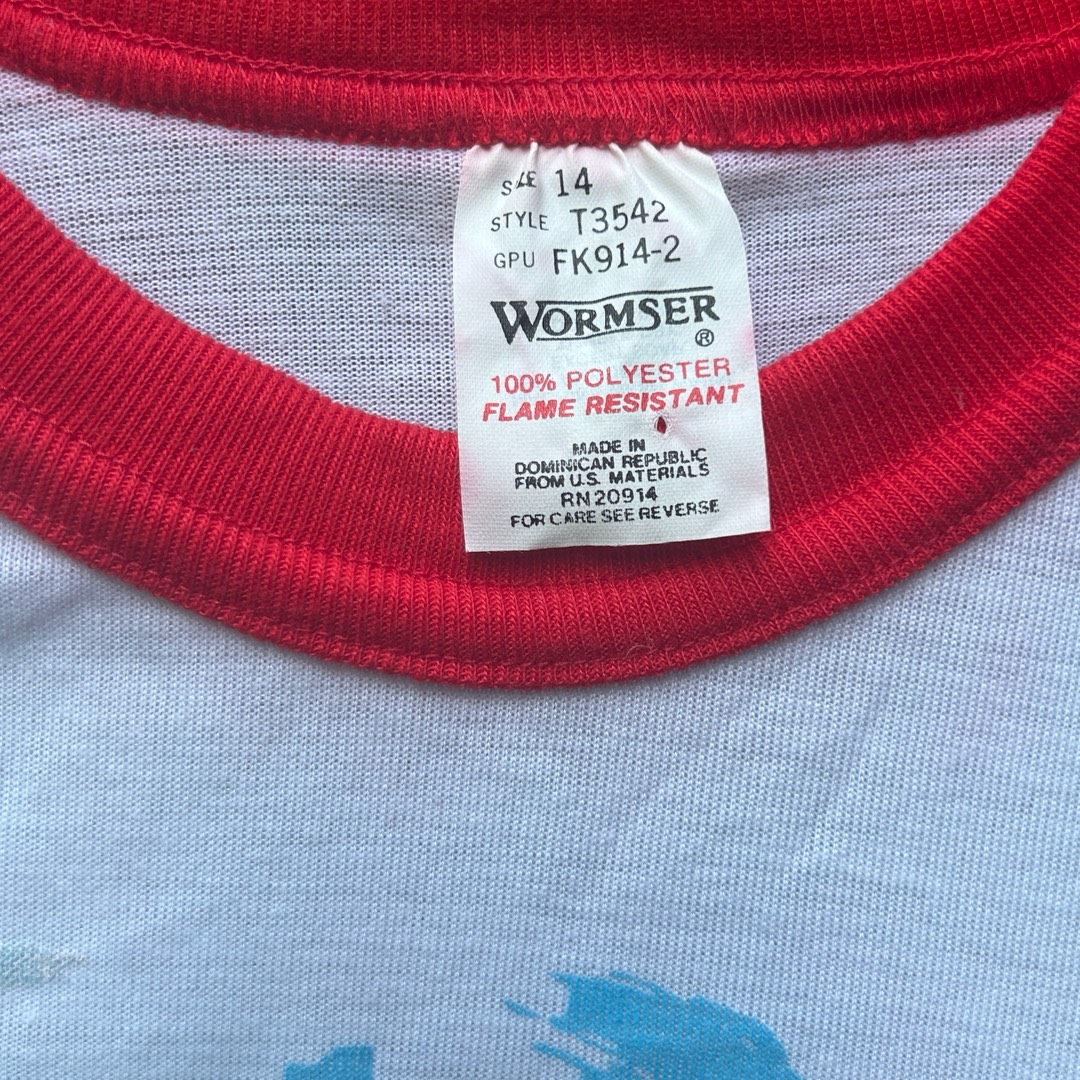 SIZE 14
STYLE T3542
GPU FK914-2
WORMSER ®
100% POLYESTER
FLAME RESISTANT
MADE IN
DOMINICAN REPUBLIC
FROM U.S. MATERIALS
RN 20914
FOR CARE SEE REVERSE